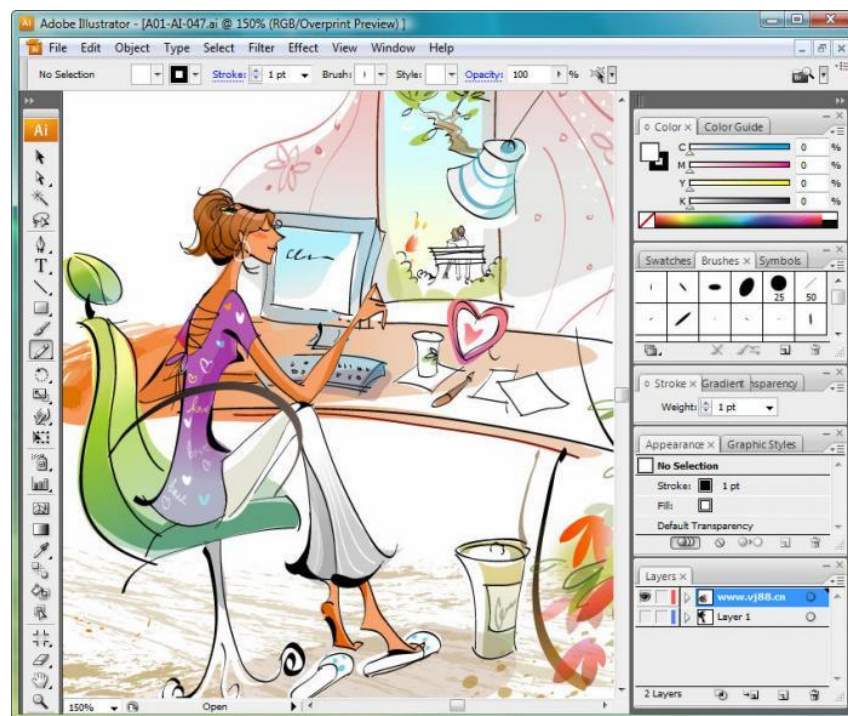 Adobe Illustrator - [A01-AI-047.ai @ 150% (RGB/Overprint Preview) ]
File Edit Object Type Select Filter Effect View Window Help
No Selection Stroke: 1 pt Brush: Style: Opacity: 100 %
Ai
Color × Color Guide
C 0 %
M 0 %
Y 0 %
K 0 %
Swatches Brushes × Symbols
25 50
Stroke × Gradient nsparency
Weight: 1 pt
Appearance × Graphic Styles
No Selection
Stroke: 1 pt
Fill:
Default Transparency
Layers ×
www.vj88.cn
Layer 1
2 Layers
150% Open
love